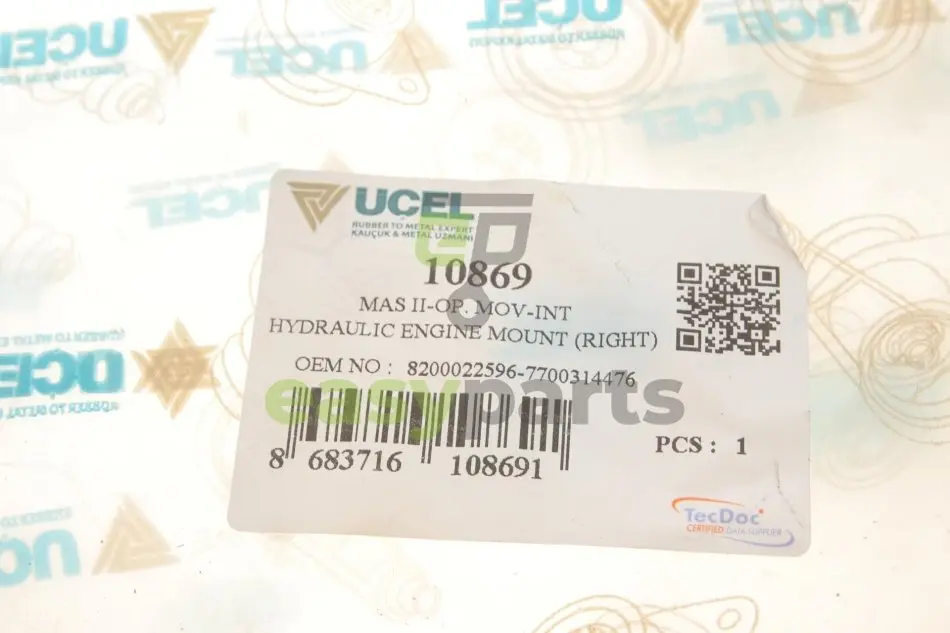 UCEL
RUBBER TO METAL EXPERT
KAUÇUK & METAL UZMANI
10869
MAS II-OP. MOV-INT
HYDRAULIC ENGINE MOUNT (RIGHT)
OEM NO : 8200022596-7700314476
easyparts
8 683716 108691
PCS : 1
TecDoc
CERTIFIED DATA SUPPLIER